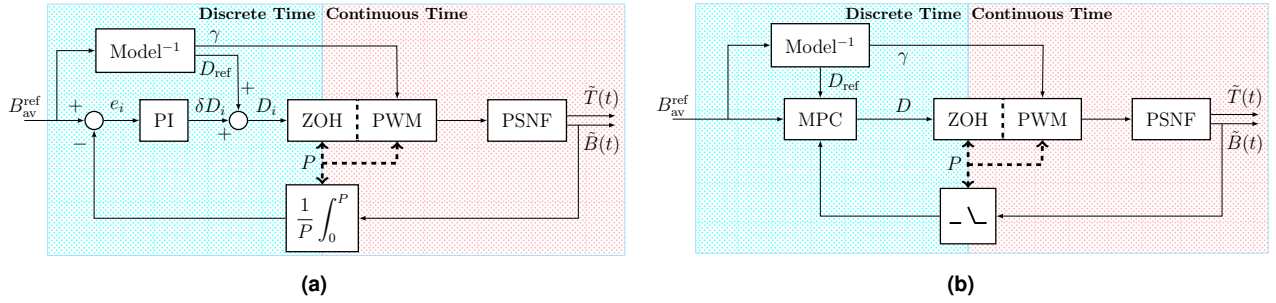 Discrete Time Continuous Time
Model⁻¹
γ
D_ref
+
B_av^ref
+
e_i
PI
δD_i
+
D_i
ZOH
PWM
PSNF
T̃(t)
B̃(t)
−
P
1/P ∫₀^P
(a)
Discrete Time Continuous Time
Model⁻¹
γ
D_ref
B_av^ref
MPC
D
ZOH
PWM
PSNF
T̃(t)
B̃(t)
P
(b)